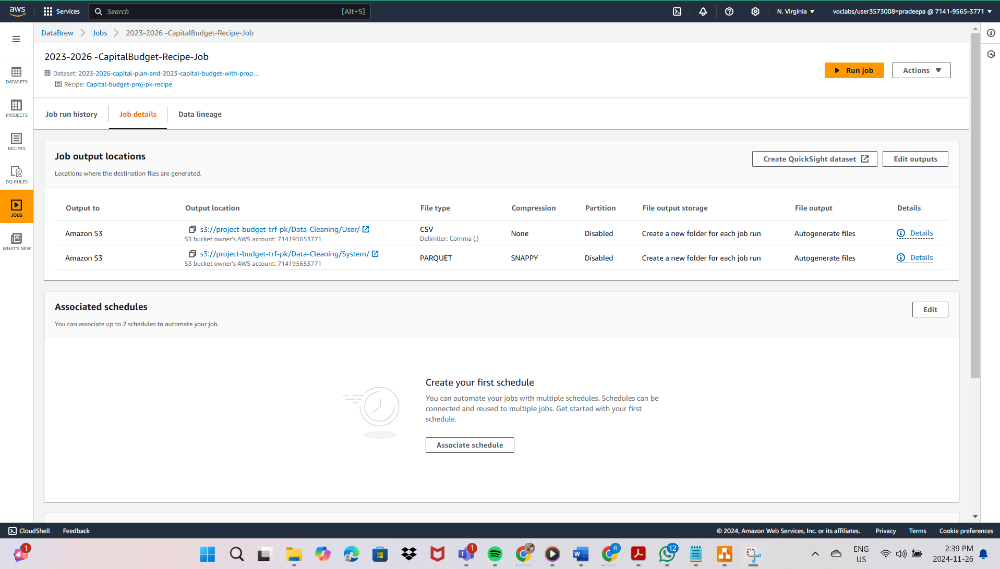 aws
Services
Search
[Alt+S]
N. Virginia
voclabs/user3573008=pradeepa @ 7141-9565-3771
DataBrew
Jobs
2023-2026 -CapitalBudget-Recipe-Job
2023-2026 -CapitalBudget-Recipe-Job
Dataset: 2023-2026-capital-plan-and-2023-capital-budget-with-prop...
Recipe: Capital-budget-proj-pk-recipe
Run job
Actions
DATASETS
PROJECTS
RECIPES
DQ RULES
JOBS
WHAT'S NEW
Job run history
Job details
Data lineage
Job output locations
Locations where the destination files are generated.
Create QuickSight dataset
Edit outputs
Output to
Output location
File type
Compression
Partition
File output storage
File output
Details
Amazon S3
s3://project-budget-trf-pk/Data-Cleaning/User/
S3 bucket owner's AWS account: 714195653771
CSV
Delimiter: Comma (,)
None
Disabled
Create a new folder for each job run
Autogenerate files
Details
Amazon S3
s3://project-budget-trf-pk/Data-Cleaning/System/
S3 bucket owner's AWS account: 714195653771
PARQUET
SNAPPY
Disabled
Create a new folder for each job run
Autogenerate files
Details
Associated schedules
You can associate up to 2 schedules to automate your job.
Edit
Create your first schedule
You can automate your jobs with multiple schedules. Schedules can be
connected and reused to multiple jobs. Get started with your first
schedule.
Associate schedule
CloudShell
Feedback
© 2024, Amazon Web Services, Inc. or its affiliates.
Privacy
Terms
Cookie preferences
1
1
R
12
ENG
US
2:39 PM
2024-11-26